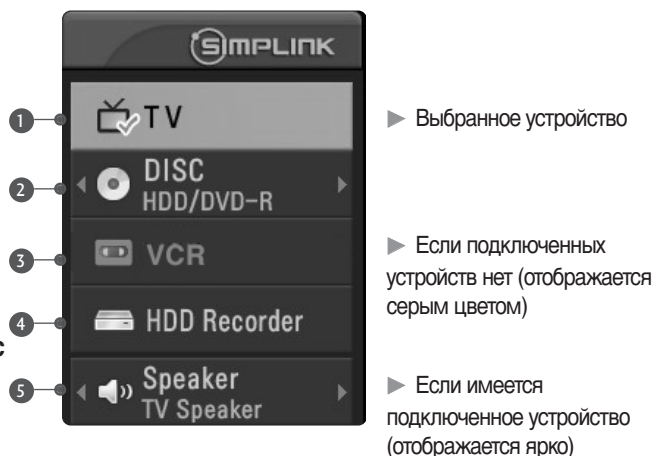 SIMPLINK
1 TV
Выбранное устройство
2 DISC
HDD/DVD-R
3 VCR
Если подключенных
устройств нет (отображается
серым цветом)
4 HDD Recorder
с
5 Speaker
TV Speaker
Если имеется
подключенное устройство
(отображается ярко)